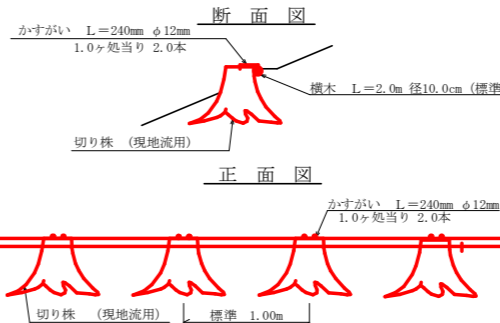 断 面 図
かすがい L=240mm φ12mm
1.0ヶ処当り 2.0本
横木 L=2.0m 径10.0cm (標準
切り株 (現地流用)
正 面 図
かすがい L=240mm φ12mm
1.0ヶ処当り 2.0本
切り株 (現地流用)
標準 1.00m